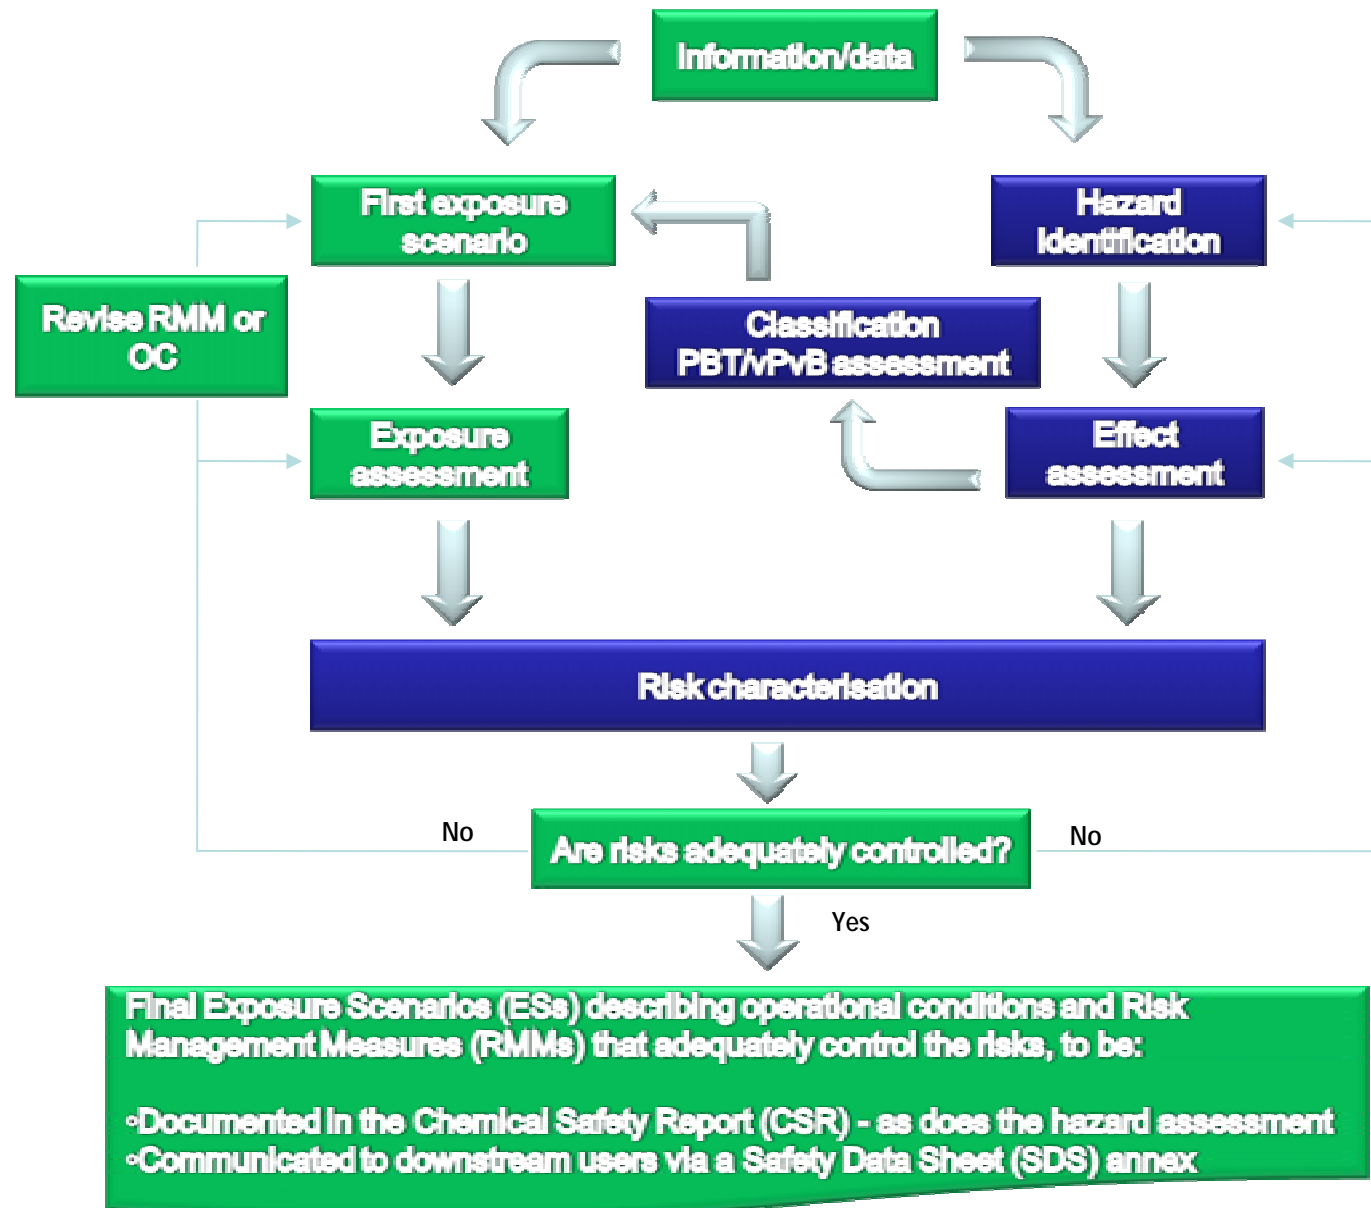 Information/data
First exposure
scenario
Hazard
identification
Revise RMM or
OC
Classification
PBT/vPvB assessment
Exposure
assessment
Effect
assessment
Risk characterisation
No
Are risks adequately controlled?
No
Yes
Final Exposure Scenarios (ESs) describing operational conditions and Risk
Management Measures (RMMs) that adequately control the risks, to be:
◦Documented in the Chemical Safety Report (CSR) - as does the hazard assessment
◦Communicated to downstream users via a Safety Data Sheet (SDS) annex